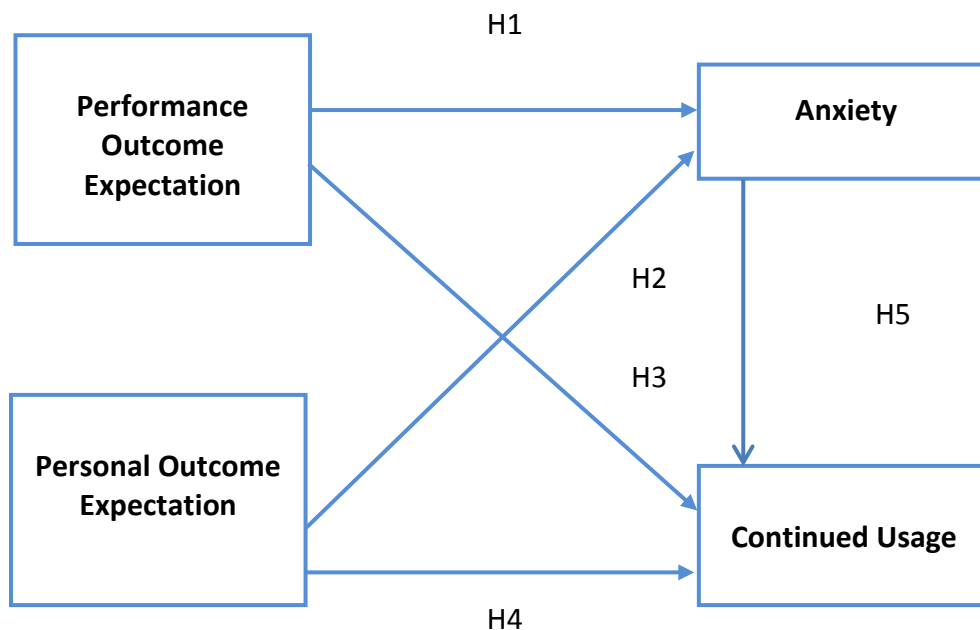 H1
Performance
Outcome
Expectation
Anxiety
H2
H5
H3
Personal Outcome
Expectation
Continued Usage
H4